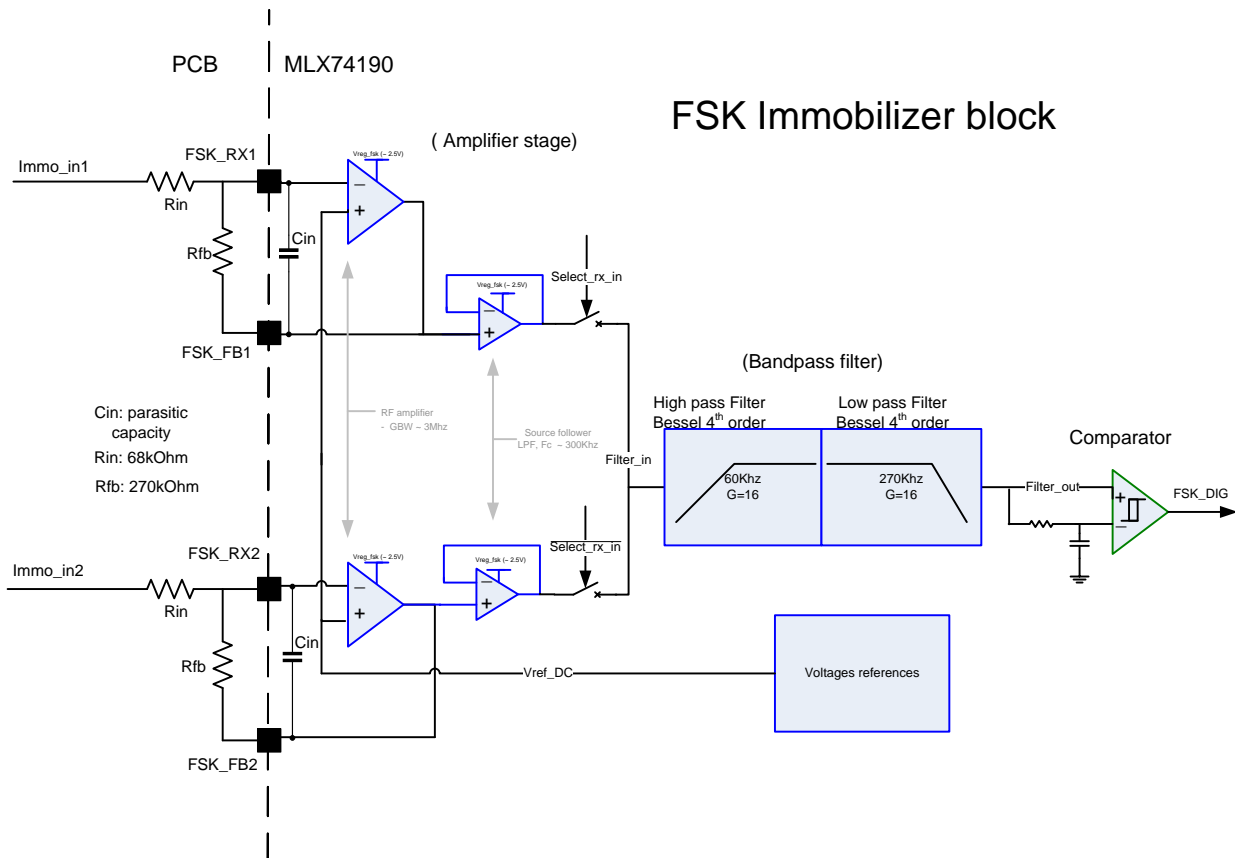 PCB
MLX74190
FSK Immobilizer block
( Amplifier stage)
Immo_in1
FSK_RX1
Vreg_fsk (~ 2.5V)
Rin
Rfb
Cin
−
+
Vreg_fsk (~ 2.5V)
−
+
Select_rx_in
FSK_FB1
Cin: parasitic
capacity
Rin: 68kOhm
Rfb: 270kOhm
RF amplifier
- GBW ~ 3Mhz
Source follower
LPF, Fc ~ 300Khz
(Bandpass filter)
High pass Filter
Bessel 4th order
Low pass Filter
Bessel 4th order
Filter_in
60Khz
G=16
270Khz
G=16
Comparator
Filter_out
+
−
FSK_DIG
Immo_in2
FSK_RX2
Vreg_fsk (~ 2.5V)
Rin
Rfb
Cin
−
+
Vreg_fsk (~ 2.5V)
−
+
Select_rx_in
Vref_DC
Voltages references
FSK_FB2